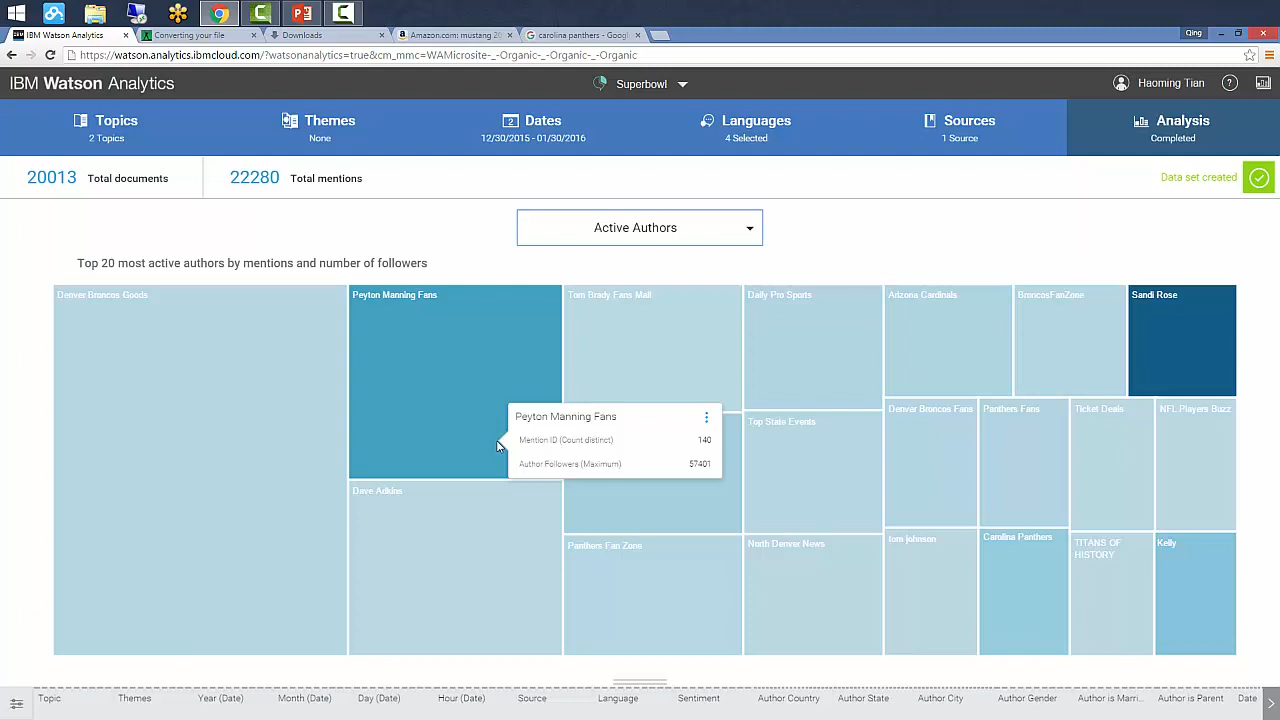 IBM Watson Analytics
Converting your file
Downloads
Amazon.com: mustang 20
carolina panthers - Googl
Qing
https://watson.analytics.ibmcloud.com/?watsonanalytics=true&cm_mmc=WAMicrosite-_-Organic-_-Organic-_-Organic
IBM Watson Analytics
Superbowl
Haoming Tian
?
Topics
2 Topics
Themes
None
2
Dates
12/30/2015 - 01/30/2016
Languages
4 Selected
Sources
1 Source
Analysis
Completed
20013 Total documents
22280 Total mentions
Data set created
Active Authors
Top 20 most active authors by mentions and number of followers
Denver Broncos Goods
Peyton Manning Fans
Tom Brady Fans Mall
Daily Pro Sports
Arizona Cardinals
BroncosFanZone
Sandi Rose
Denver Broncos Fans
Panthers Fans
Ticket Deals
NFL Players Buzz
Peyton Manning Fans
Mention ID (Count distinct) 140
Author Followers (Maximum) 57401
Top State Events
Dave Adkins
Panthers Fan Zone
North Denver News
tom johnson
Carolina Panthers
TITANS OF
HISTORY
Kelly
Topic
Themes
Year (Date)
Month (Date)
Day (Date)
Hour (Date)
Source
Language
Sentiment
Author Country
Author State
Author City
Author Gender
Author is Marri...
Author is Parent
Date